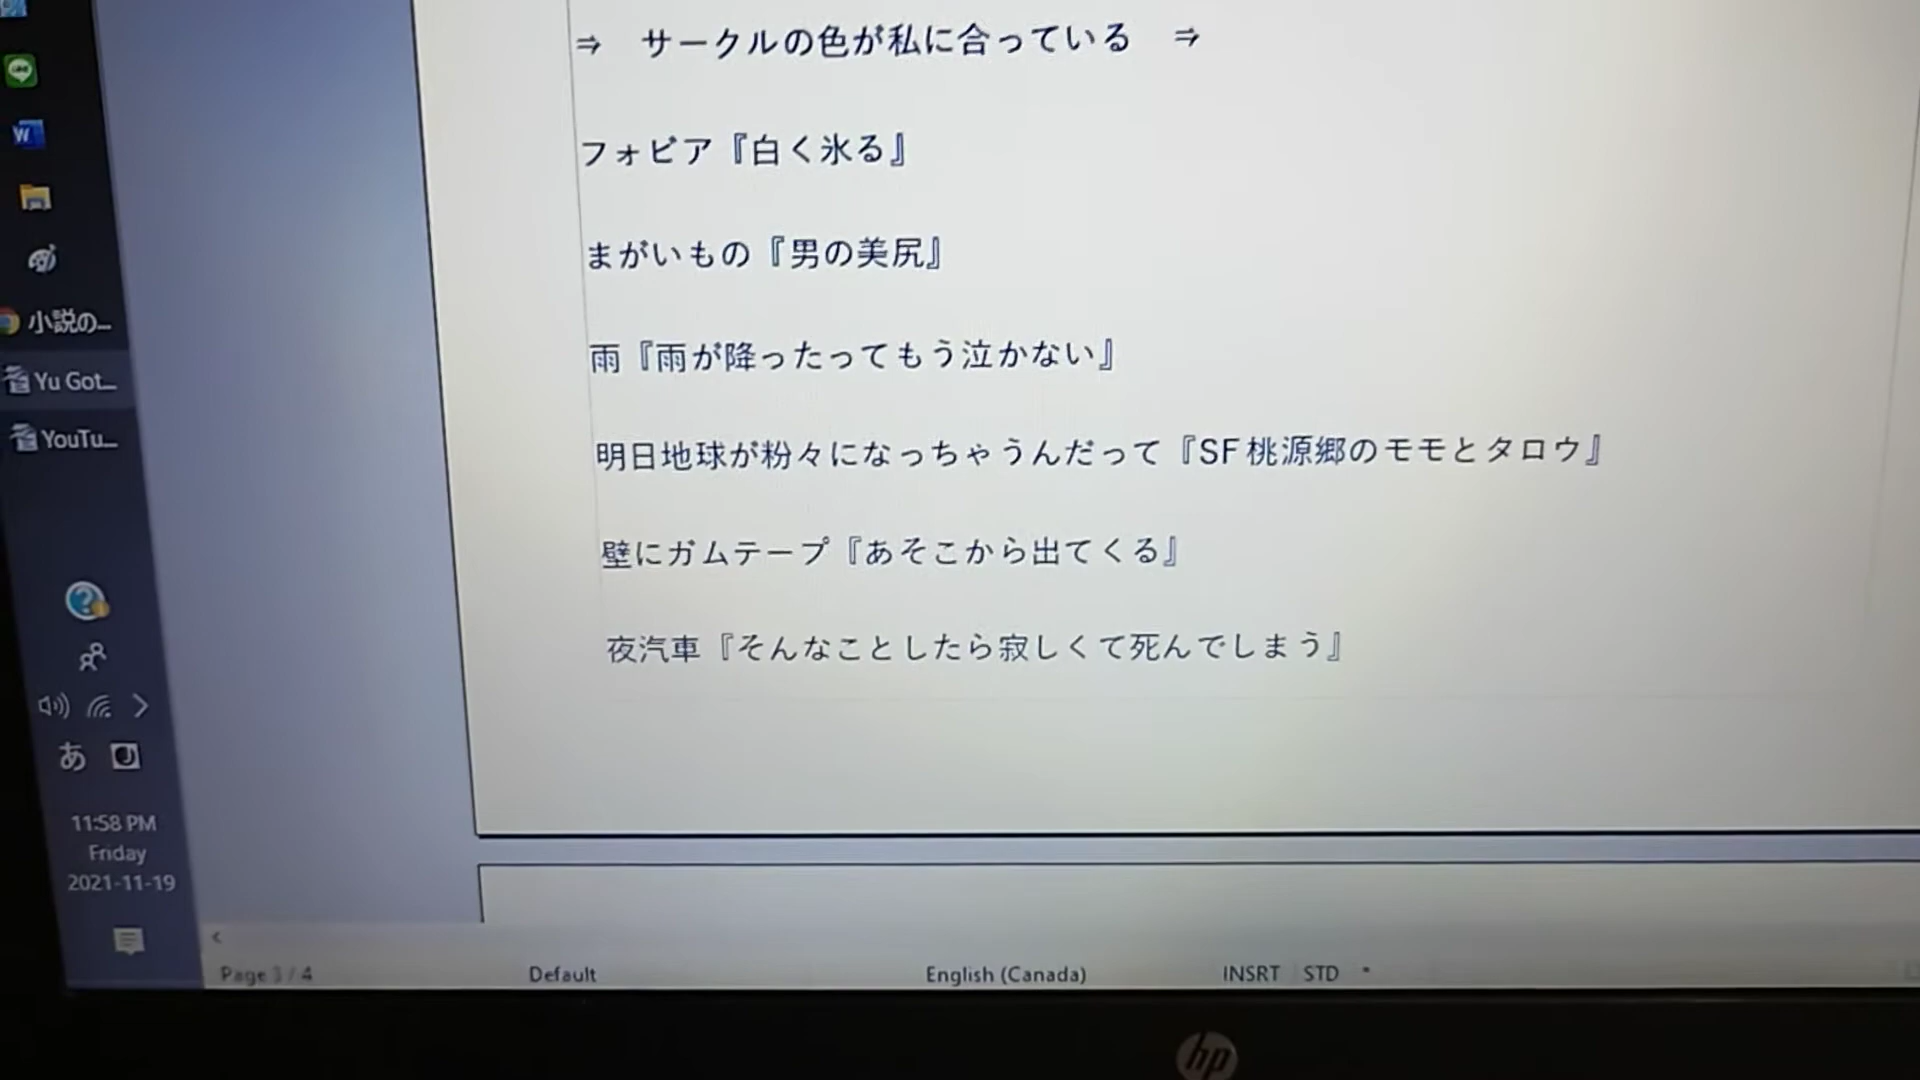 ⇒ サークルの色が私に合っている ⇒
フォビア『白く氷る』
まがいもの『男の美尻』
雨『雨が降ったってもう泣かない』
明日地球が粉々になっちゃうんだって『SF桃源郷のモモとタロウ』
壁にガムテープ『あそこから出てくる』
夜汽車『そんなことしたら寂しくて死んでしまう』
小説の...
Yu Got...
YouTu...
あ
11:58 PM
Friday
2021-11-19
Page 3 / 4
Default
English (Canada)
INSRT
STD
*
hp